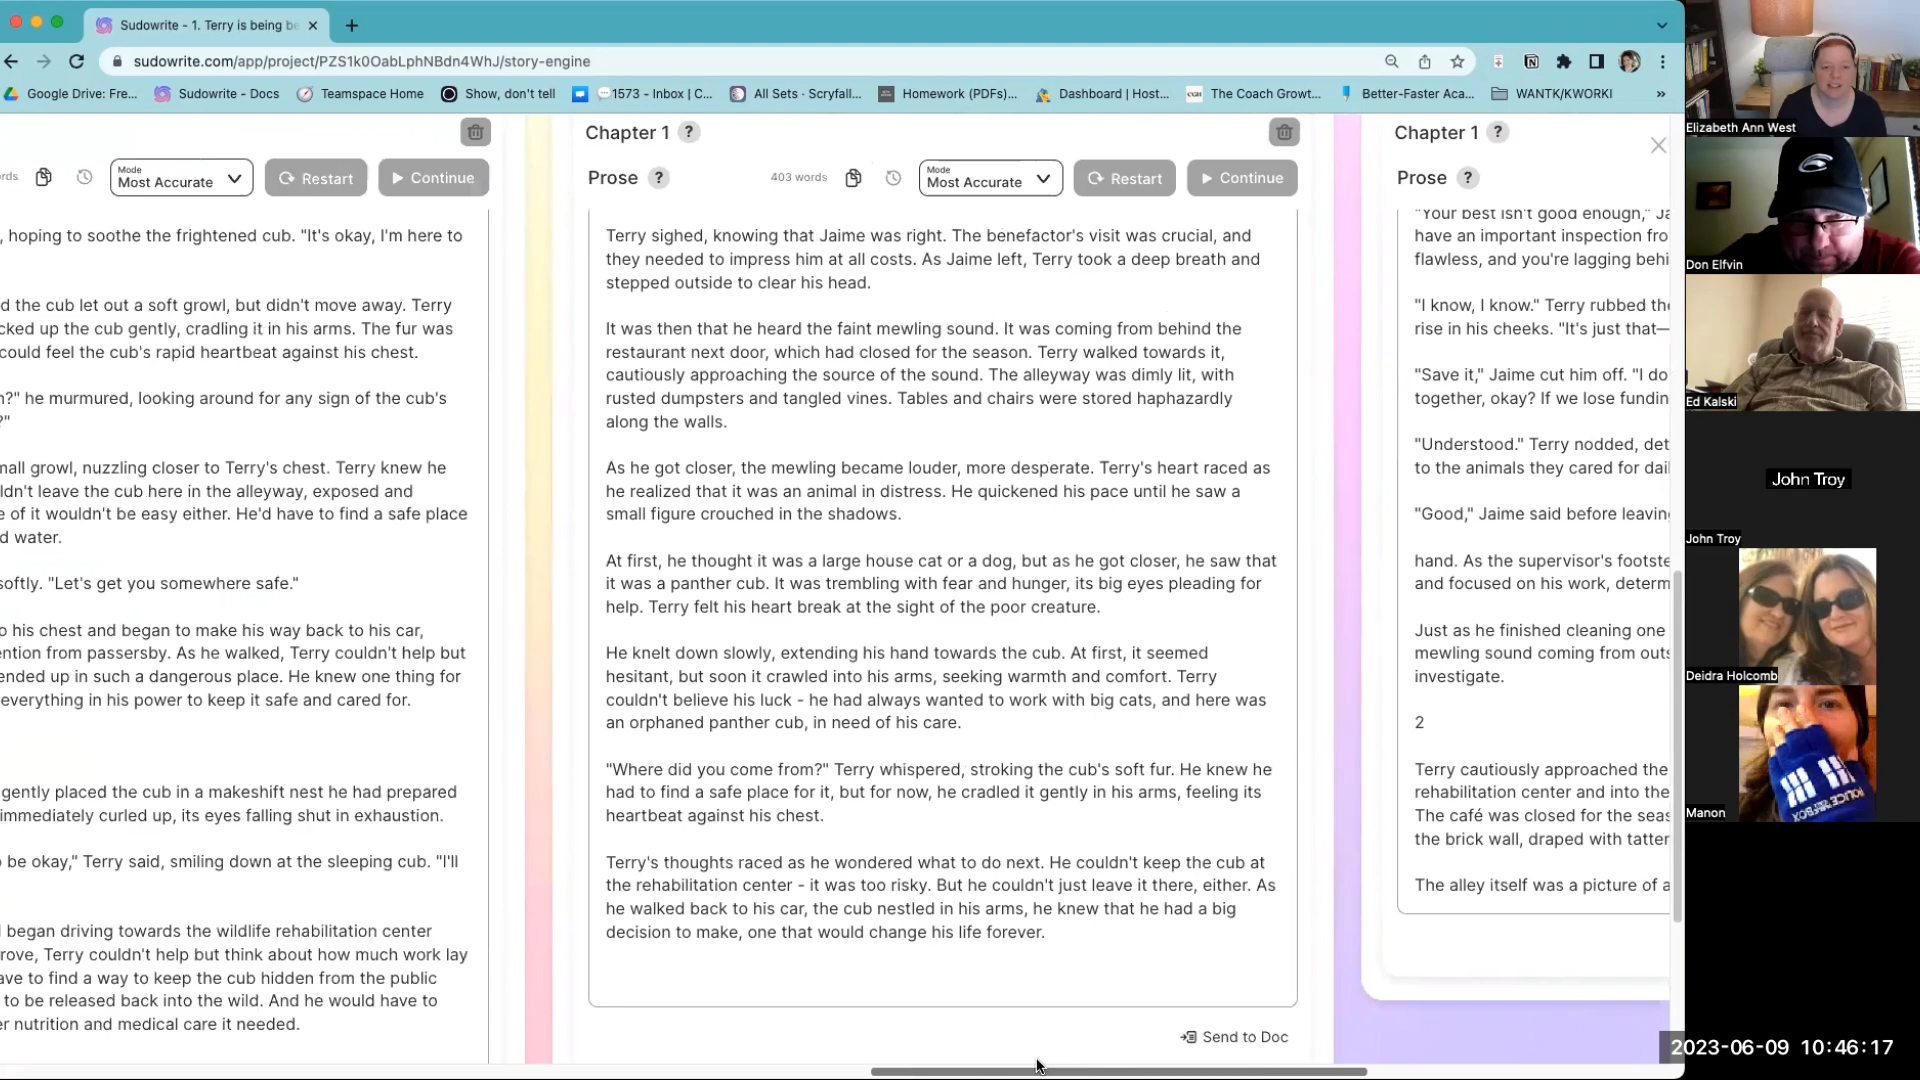 Sudowrite - 1. Terry is being be
sudowrite.com/app/project/PZS1k0OabLphNBdn4WhJ/story-engine
Google Drive: Fre...
Sudowrite - Docs
Teamspace Home
Show, don't tell
1573 - Inbox | C...
All Sets - Scryfall...
Homework (PDFs)...
Dashboard | Host...
The Coach Growt...
Better-Faster Aca...
WANTK/KWORKI
»
rds
Mode
Most Accurate
Restart
Continue
, hoping to soothe the frightened cub. "It's okay, I'm here to
d the cub let out a soft growl, but didn't move away. Terry
cked up the cub gently, cradling it in his arms. The fur was
could feel the cub's rapid heartbeat against his chest.
?" he murmured, looking around for any sign of the cub's
?"
mall growl, nuzzling closer to Terry's chest. Terry knew he
ldn't leave the cub here in the alleyway, exposed and
e of it wouldn't be easy either. He'd have to find a safe place
d water.
softly. "Let's get you somewhere safe."
o his chest and began to make his way back to his car,
ention from passersby. As he walked, Terry couldn't help but
ended up in such a dangerous place. He knew one thing for
everything in his power to keep it safe and cared for.
gently placed the cub in a makeshift nest he had prepared
immediately curled up, its eyes falling shut in exhaustion.
o be okay," Terry said, smiling down at the sleeping cub. "I'll
began driving towards the wildlife rehabilitation center
rove, Terry couldn't help but think about how much work lay
ave to find a way to keep the cub hidden from the public
to be released back into the wild. And he would have to
er nutrition and medical care it needed.
Chapter 1 ?
Prose ?
403 words
Mode
Most Accurate
Restart
Continue
Terry sighed, knowing that Jaime was right. The benefactor's visit was crucial, and
they needed to impress him at all costs. As Jaime left, Terry took a deep breath and
stepped outside to clear his head.
It was then that he heard the faint mewling sound. It was coming from behind the
restaurant next door, which had closed for the season. Terry walked towards it,
cautiously approaching the source of the sound. The alleyway was dimly lit, with
rusted dumpsters and tangled vines. Tables and chairs were stored haphazardly
along the walls.
As he got closer, the mewling became louder, more desperate. Terry's heart raced as
he realized that it was an animal in distress. He quickened his pace until he saw a
small figure crouched in the shadows.
At first, he thought it was a large house cat or a dog, but as he got closer, he saw that
it was a panther cub. It was trembling with fear and hunger, its big eyes pleading for
help. Terry felt his heart break at the sight of the poor creature.
He knelt down slowly, extending his hand towards the cub. At first, it seemed
hesitant, but soon it crawled into his arms, seeking warmth and comfort. Terry
couldn't believe his luck - he had always wanted to work with big cats, and here was
an orphaned panther cub, in need of his care.
"Where did you come from?" Terry whispered, stroking the cub's soft fur. He knew he
had to find a safe place for it, but for now, he cradled it gently in his arms, feeling its
heartbeat against his chest.
Terry's thoughts raced as he wondered what to do next. He couldn't keep the cub at
the rehabilitation center - it was too risky. But he couldn't just leave it there, either. As
he walked back to his car, the cub nestled in his arms, he knew that he had a big
decision to make, one that would change his life forever.
Send to Doc
Chapter 1 ?
Prose ?
"Your best isn't good enough," Ja
have an important inspection fro
flawless, and you're lagging behi
"I know, I know." Terry rubbed the
rise in his cheeks. "It's just that—
"Save it," Jaime cut him off. "I do
together, okay? If we lose fundin
"Understood." Terry nodded, det
to the animals they cared for dail
"Good," Jaime said before leaving
hand. As the supervisor's footste
and focused on his work, determ
Just as he finished cleaning one
mewling sound coming from outs
investigate.
2
Terry cautiously approached the
rehabilitation center and into the
The café was closed for the seas
the brick wall, draped with tatter
The alley itself was a picture of a
Elizabeth Ann West
Don Elfvin
Ed Kalski
John Troy
John Troy
Deidra Holcomb
Manon
POLICE BOX
2023-06-09 10:46:17